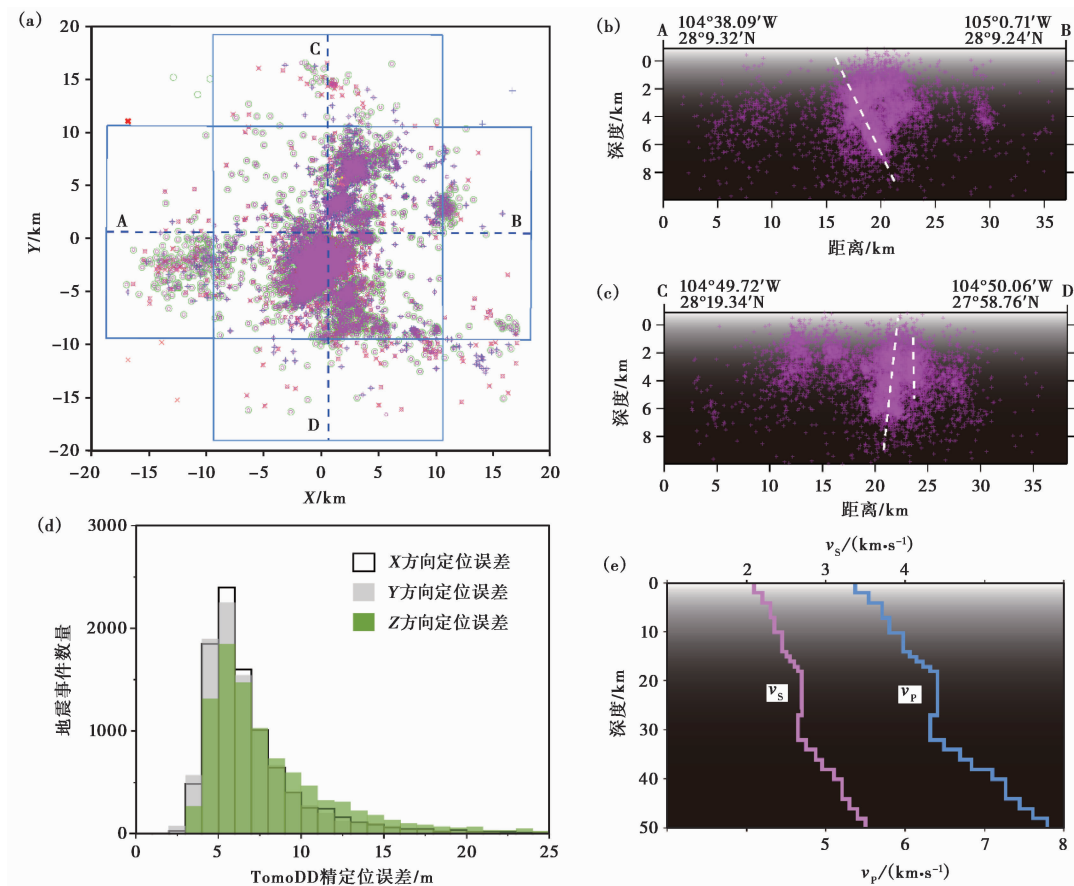 (a)
20
15
10
5
0
−5
−10
−15
−20
Y/km
C
A
B
D
−20
−15
−10
−5
0
5
10
15
20
X/km
(b)
A
104°38.09′W
28°9.32′N
105°0.71′W
28°9.24′N
B
0
2
4
6
8
深度/km
0
5
10
15
20
25
30
35
距离/km
(c)
C
104°49.72′W
28°19.34′N
104°50.06′W
27°58.76′N
D
0
2
4
6
8
深度/km
0
5
10
15
20
25
30
35
距离/km
(d)
3000
2000
1000
0
地震事件数量
X方向定位误差
Y方向定位误差
Z方向定位误差
0
5
10
15
20
25
TomoDD精定位误差/m
(e)
vS/(km•s⁻¹)
2
3
4
0
10
20
30
40
50
深度/km
vS
vP
5
6
7
8
vP/(km•s⁻¹)